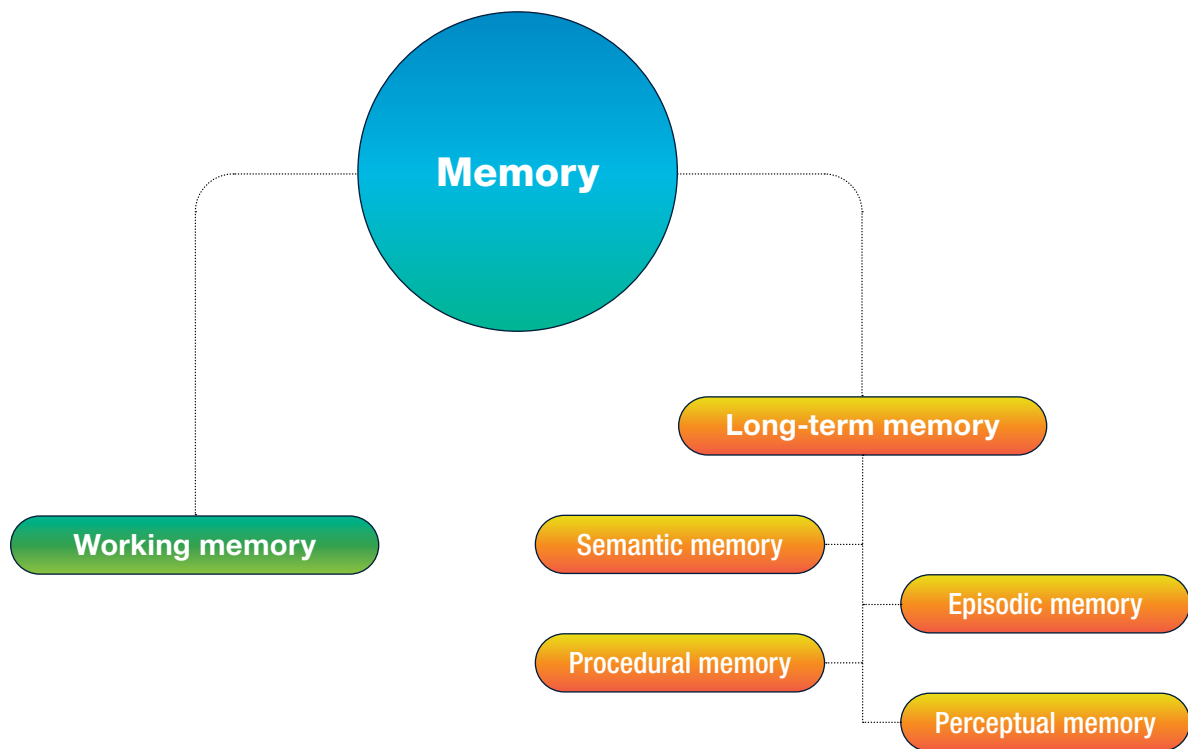 Memory
Long-term memory
Working memory
Semantic memory
Episodic memory
Procedural memory
Perceptual memory